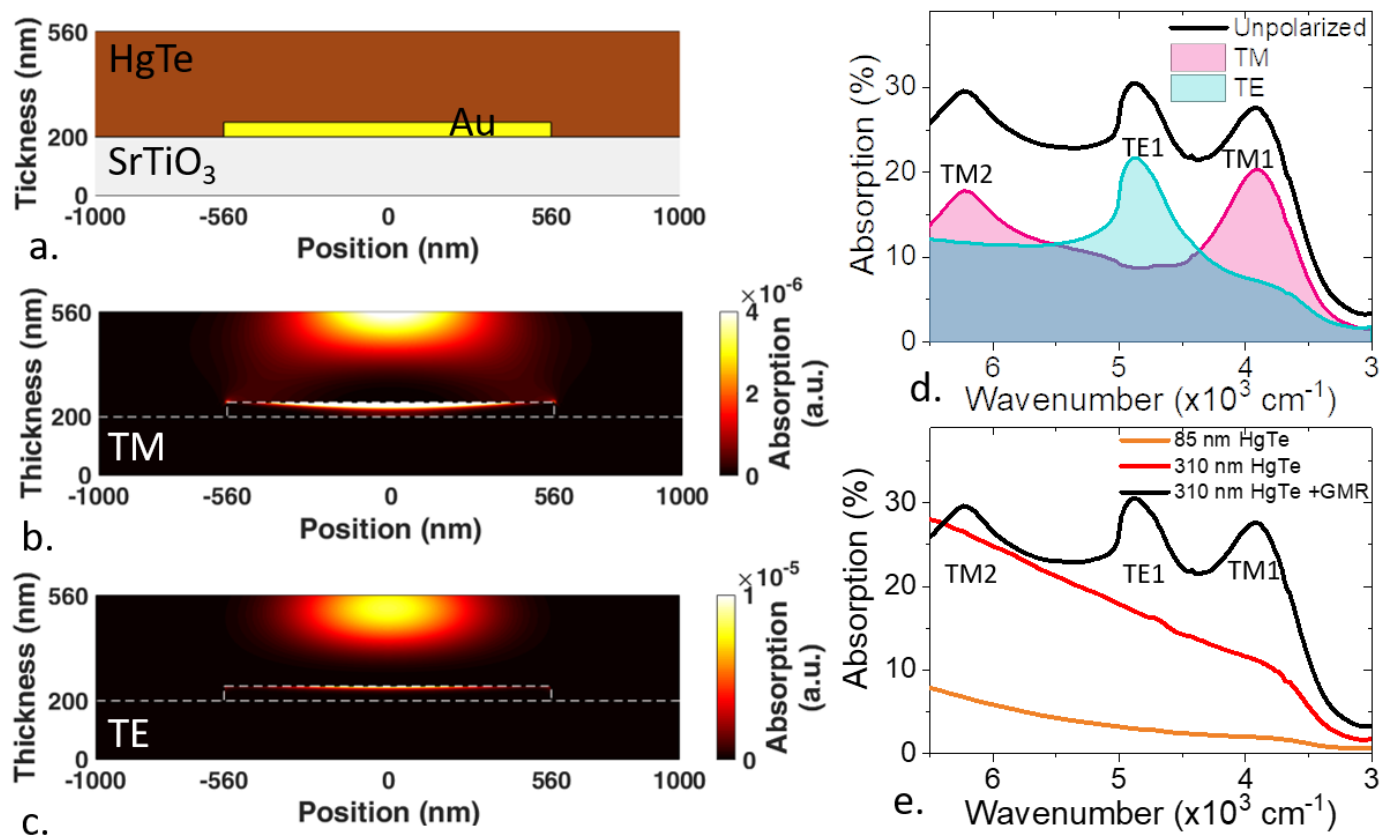 Tickness (nm)
560
HgTe
Au
200
SrTiO3
0
-1000 -560 0 560 1000
Position (nm)
a.
Thickness (nm)
560
200
TM
0
-1000 -560 0 560 1000
Position (nm)
b.
×10^-6
4
2
0
Absorption
(a.u.)
Thickness (nm)
560
200
TE
0
-1000 -560 0 560 1000
Position (nm)
c.
×10^-5
1
0
Absorption
(a.u.)
Absorption (%)
30
20
10
0
Unpolarized
TM
TE
TM2
TE1
TM1
6 5 4 3
Wavenumber (x10^3 cm^-1)
d.
Absorption (%)
30
20
10
0
85 nm HgTe
310 nm HgTe
310 nm HgTe +GMR
TM2
TE1
TM1
6 5 4 3
Wavenumber (x10^3 cm^-1)
e.